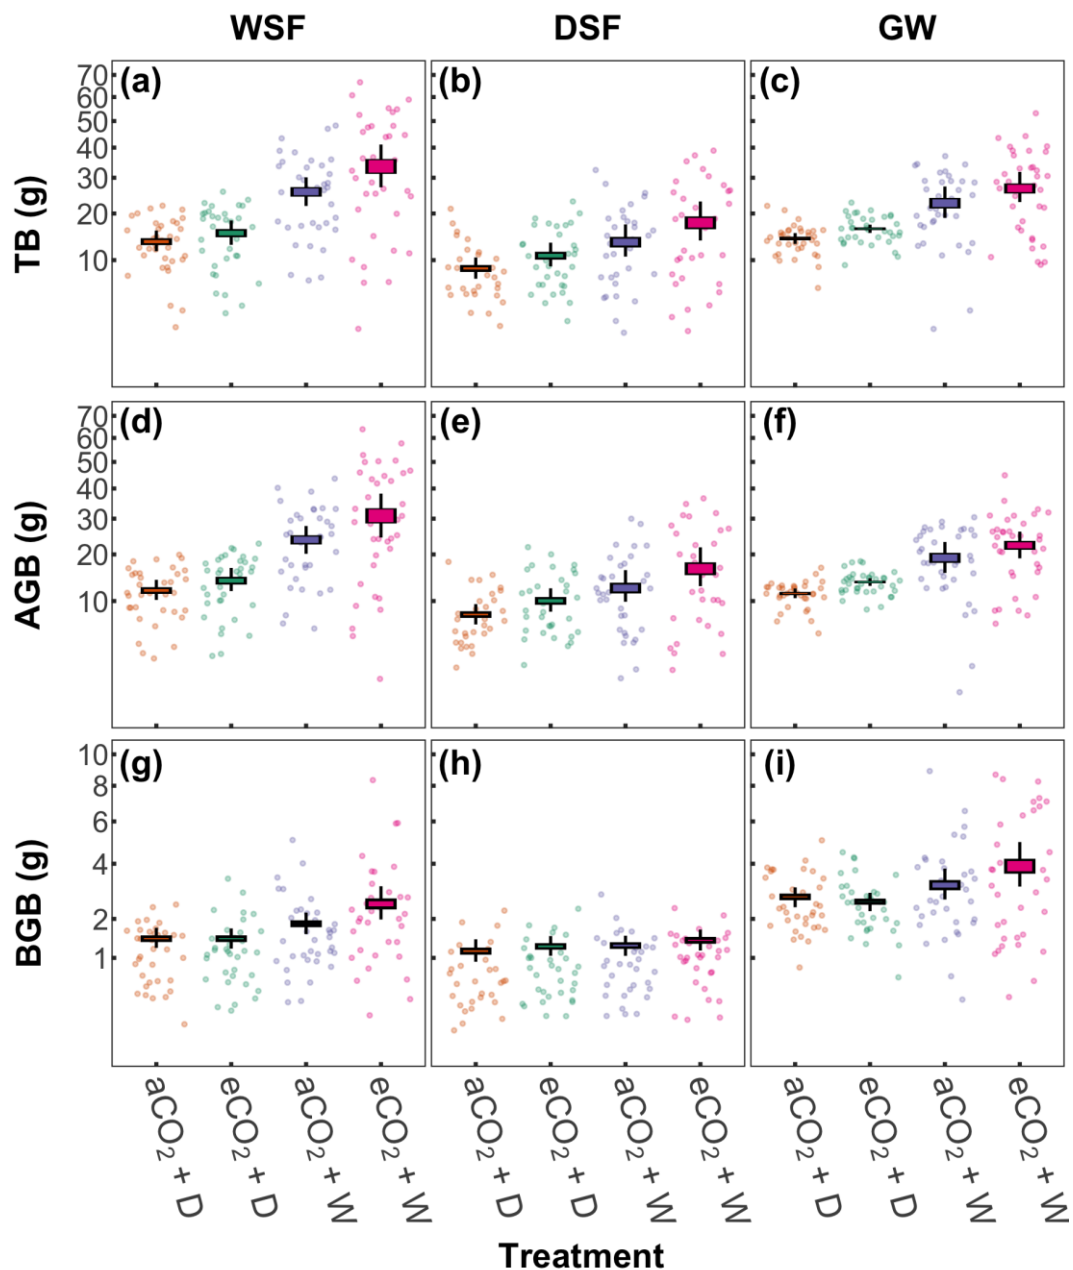 WSF DSF GW
(a) (b) (c)
70
60
50
40
30
20
10
TB (g)
(d) (e) (f)
70
60
50
40
30
20
10
AGB (g)
(g) (h) (i)
10
8
6
4
2
1
BGB (g)
aCO₂ + D eCO₂ + D aCO₂ + W eCO₂ + W aCO₂ + D eCO₂ + D aCO₂ + W eCO₂ + W aCO₂ + D eCO₂ + D aCO₂ + W eCO₂ + W
Treatment